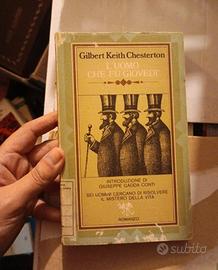 Gilbert Keith Chesterton
L'UOMO
CHE FU GIOVEDÌ
INTRODUZIONE DI
GIUSEPPE GADDA CONTI
SEI UOMINI CERCANO DI RISOLVERE
IL MISTERO DELLA VITA
ROMANZO
subito